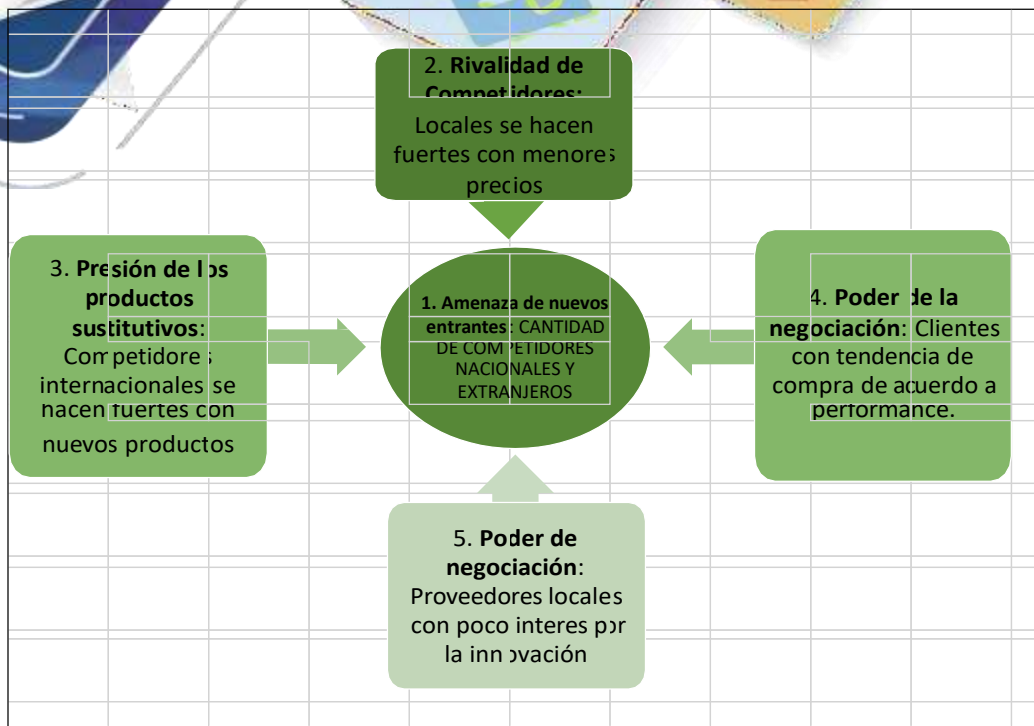 2. Rivalidad de
Competidores:
Locales se hacen
fuertes con menores
precios
3. Presión de los
productos
sustitutivos:
Competidores
internacionales se
hacen fuertes con
nuevos productos
1. Amenaza de nuevos
entrantes: CANTIDAD
DE COMPETIDORES
NACIONALES Y
EXTRANJEROS
4. Poder de la
negociación: Clientes
con tendencia de
compra de acuerdo a
performance.
5. Poder de
negociación:
Proveedores locales
con poco interes por
la innovación